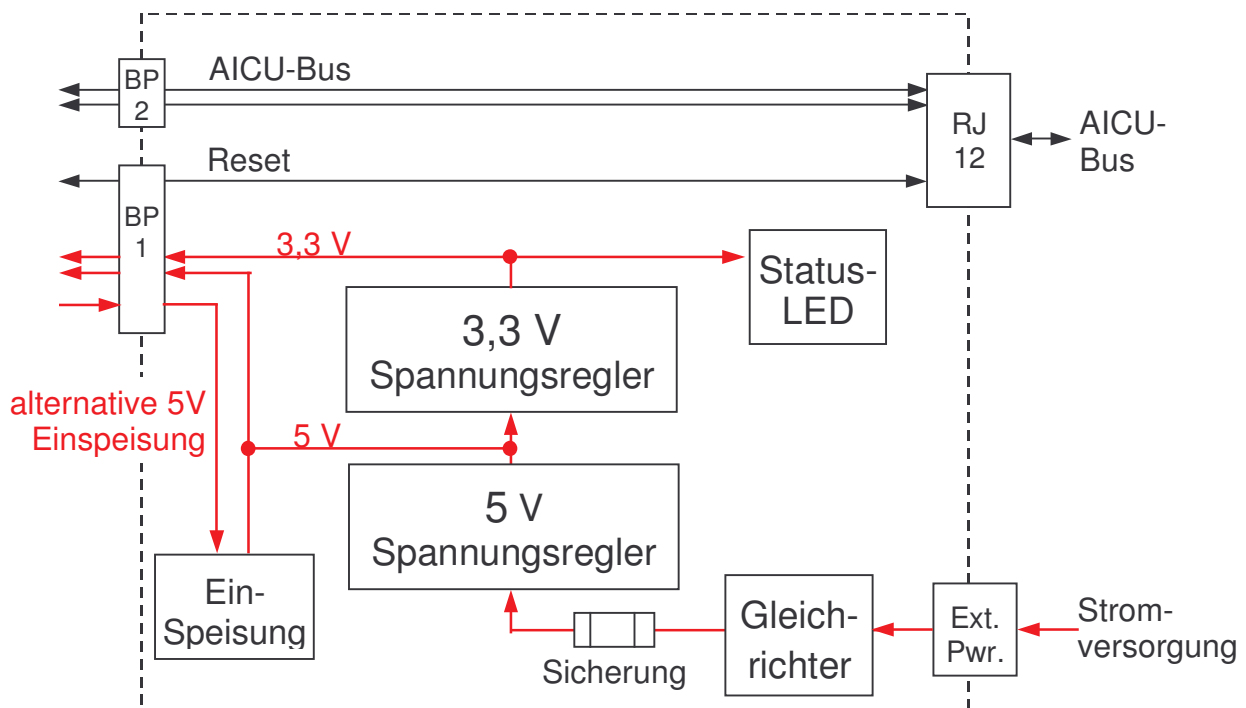 BP
2
AICU-Bus
RJ
12
AICU-
Bus
Reset
BP
1
3,3 V
Status-
LED
3,3 V
Spannungsregler
alternative 5V
Einspeisung
5 V
5 V
Spannungsregler
Ein-
Speisung
Sicherung
Gleich-
richter
Ext.
Pwr.
Strom-
versorgung